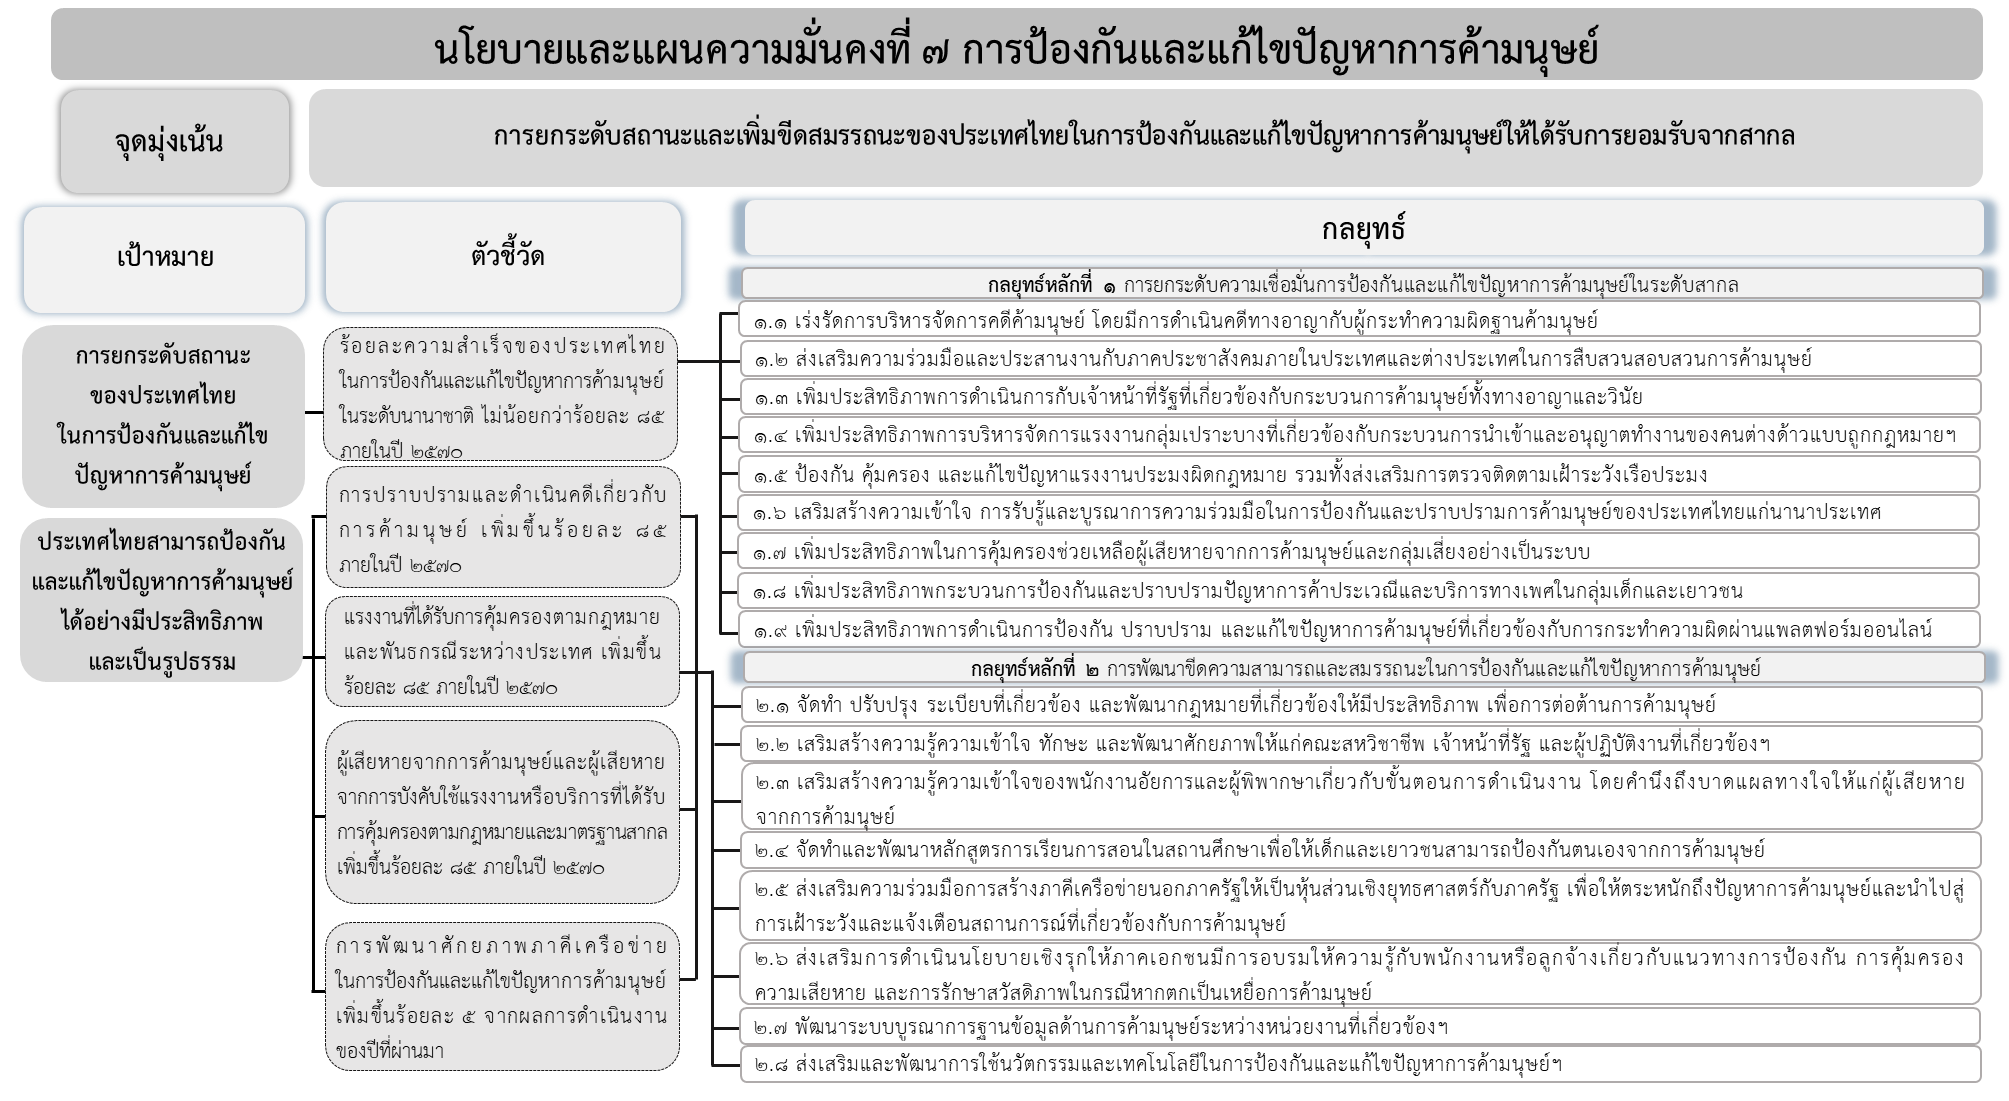 นโยบายและแผนความมั่นคงที่ ๗ การป้องกันและแก้ไขปัญหาการค้ามนุษย์
จุดมุ่งเน้น
การยกระดับสถานะและเพิ่มขีดสมรรถนะของประเทศไทยในการป้องกันและแก้ไขปัญหาการค้ามนุษย์ให้ได้รับการยอมรับจากสากล
เป้าหมาย
ตัวชี้วัด
กลยุทธ์
การยกระดับสถานะ
ของประเทศไทย
ในการป้องกันและแก้ไข
ปัญหาการค้ามนุษย์
ประเทศไทยสามารถป้องกัน
และแก้ไขปัญหาการค้ามนุษย์
ได้อย่างมีประสิทธิภาพ
และเป็นรูปธรรม
ร้อยละความสำเร็จของประเทศไทย
ในการป้องกันและแก้ไขปัญหาการค้ามนุษย์
ในระดับนานาชาติ ไม่น้อยกว่าร้อยละ ๘๕
ภายในปี ๒๕๗๐
การปราบปรามและดำเนินคดีเกี่ยวกับ
การค้ามนุษย์ เพิ่มขึ้นร้อยละ ๘๕
ภายในปี ๒๕๗๐
แรงงานที่ได้รับการคุ้มครองตามกฎหมาย
และพันธกรณีระหว่างประเทศ เพิ่มขึ้น
ร้อยละ ๘๕ ภายในปี ๒๕๗๐
ผู้เสียหายจากการค้ามนุษย์และผู้เสียหาย
จากการบังคับใช้แรงงานหรือบริการที่ได้รับ
การคุ้มครองตามกฎหมายและมาตรฐานสากล
เพิ่มขึ้นร้อยละ ๘๕ ภายในปี ๒๕๗๐
การพัฒนาศักยภาพภาคีเครือข่าย
ในการป้องกันและแก้ไขปัญหาการค้ามนุษย์
เพิ่มขึ้นร้อยละ ๕ จากผลการดำเนินงาน
ของปีที่ผ่านมา
กลยุทธ์หลักที่ ๑ การยกระดับความเชื่อมั่นการป้องกันและแก้ไขปัญหาการค้ามนุษย์ในระดับสากล
๑.๑ เร่งรัดการบริหารจัดการคดีค้ามนุษย์ โดยมีการดำเนินคดีทางอาญากับผู้กระทำความผิดฐานค้ามนุษย์
๑.๒ ส่งเสริมความร่วมมือและประสานงานกับภาคประชาสังคมภายในประเทศและต่างประเทศในการสืบสวนสอบสวนการค้ามนุษย์
๑.๓ เพิ่มประสิทธิภาพการดำเนินการกับเจ้าหน้าที่รัฐที่เกี่ยวข้องกับกระบวนการค้ามนุษย์ทั้งทางอาญาและวินัย
๑.๔ เพิ่มประสิทธิภาพการบริหารจัดการแรงงานกลุ่มเปราะบางที่เกี่ยวข้องกับกระบวนการนำเข้าและอนุญาตทำงานของคนต่างด้าวแบบถูกกฎหมายฯ
๑.๕ ป้องกัน คุ้มครอง และแก้ไขปัญหาแรงงานประมงผิดกฎหมาย รวมทั้งส่งเสริมการตรวจติดตามเฝ้าระวังเรือประมง
๑.๖ เสริมสร้างความเข้าใจ การรับรู้และบูรณาการความร่วมมือในการป้องกันและปราบปรามการค้ามนุษย์ของประเทศไทยแก่นานาประเทศ
๑.๗ เพิ่มประสิทธิภาพในการคุ้มครองช่วยเหลือผู้เสียหายจากการค้ามนุษย์และกลุ่มเสี่ยงอย่างเป็นระบบ
๑.๘ เพิ่มประสิทธิภาพกระบวนการป้องกันและปราบปรามปัญหาการค้าประเวณีและบริการทางเพศในกลุ่มเด็กและเยาวชน
๑.๙ เพิ่มประสิทธิภาพการดำเนินการป้องกัน ปราบปราม และแก้ไขปัญหาการค้ามนุษย์ที่เกี่ยวข้องกับการกระทำความผิดผ่านแพลตฟอร์มออนไลน์
กลยุทธ์หลักที่ ๒ การพัฒนาขีดความสามารถและสมรรถนะในการป้องกันและแก้ไขปัญหาการค้ามนุษย์
๒.๑ จัดทำ ปรับปรุง ระเบียบที่เกี่ยวข้อง และพัฒนากฎหมายที่เกี่ยวข้องให้มีประสิทธิภาพ เพื่อการต่อต้านการค้ามนุษย์
๒.๒ เสริมสร้างความรู้ความเข้าใจ ทักษะ และพัฒนาศักยภาพให้แก่คณะสหวิชาชีพ เจ้าหน้าที่รัฐ และผู้ปฏิบัติงานที่เกี่ยวข้องฯ
๒.๓ เสริมสร้างความรู้ความเข้าใจของพนักงานอัยการและผู้พิพากษาเกี่ยวกับขั้นตอนการดำเนินงาน โดยคำนึงถึงบาดแผลทางใจให้แก่ผู้เสียหาย
จากการค้ามนุษย์
๒.๔ จัดทำและพัฒนาหลักสูตรการเรียนการสอนในสถานศึกษาเพื่อให้เด็กและเยาวชนสามารถป้องกันตนเองจากการค้ามนุษย์
๒.๕ ส่งเสริมความร่วมมือการสร้างภาคีเครือข่ายนอกภาครัฐให้เป็นหุ้นส่วนเชิงยุทธศาสตร์กับภาครัฐ เพื่อให้ตระหนักถึงปัญหาการค้ามนุษย์และนำไปสู่
การเฝ้าระวังและแจ้งเตือนสถานการณ์ที่เกี่ยวข้องกับการค้ามนุษย์
๒.๖ ส่งเสริมการดำเนินนโยบายเชิงรุกให้ภาคเอกชนมีการอบรมให้ความรู้กับพนักงานหรือลูกจ้างเกี่ยวกับแนวทางการป้องกัน การคุ้มครอง
ความเสียหาย และการรักษาสวัสดิภาพในกรณีหากตกเป็นเหยื่อการค้ามนุษย์
๒.๗ พัฒนาระบบบูรณาการฐานข้อมูลด้านการค้ามนุษย์ระหว่างหน่วยงานที่เกี่ยวข้องฯ
๒.๘ ส่งเสริมและพัฒนาการใช้นวัตกรรมและเทคโนโลยีในการป้องกันและแก้ไขปัญหาการค้ามนุษย์ฯ